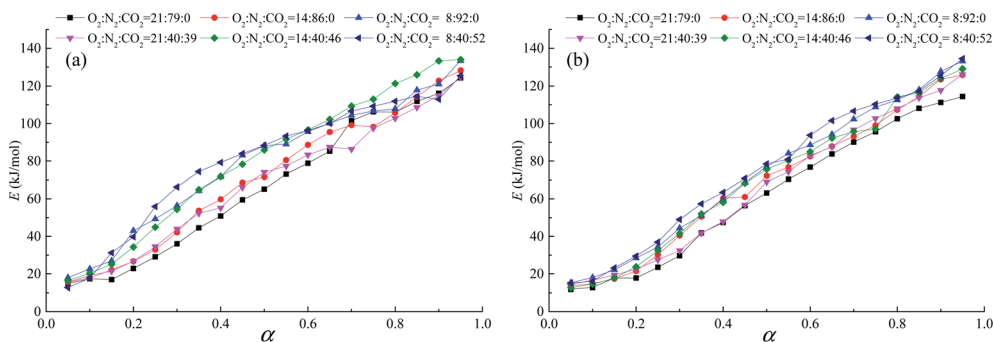 O₂:N₂:CO₂=21:79:0 O₂:N₂:CO₂=14:86:0 O₂:N₂:CO₂= 8:92:0
O₂:N₂:CO₂=21:40:39 O₂:N₂:CO₂=14:40:46 O₂:N₂:CO₂= 8:40:52
(a)
E (kJ/mol)
140
120
100
80
60
40
20
0
0.0 0.2 0.4 0.6 0.8 1.0
α
O₂:N₂:CO₂=21:79:0 O₂:N₂:CO₂=14:86:0 O₂:N₂:CO₂= 8:92:0
O₂:N₂:CO₂=21:40:39 O₂:N₂:CO₂=14:40:46 O₂:N₂:CO₂= 8:40:52
(b)
E (kJ/mol)
140
120
100
80
60
40
20
0
0.0 0.2 0.4 0.6 0.8 1.0
α